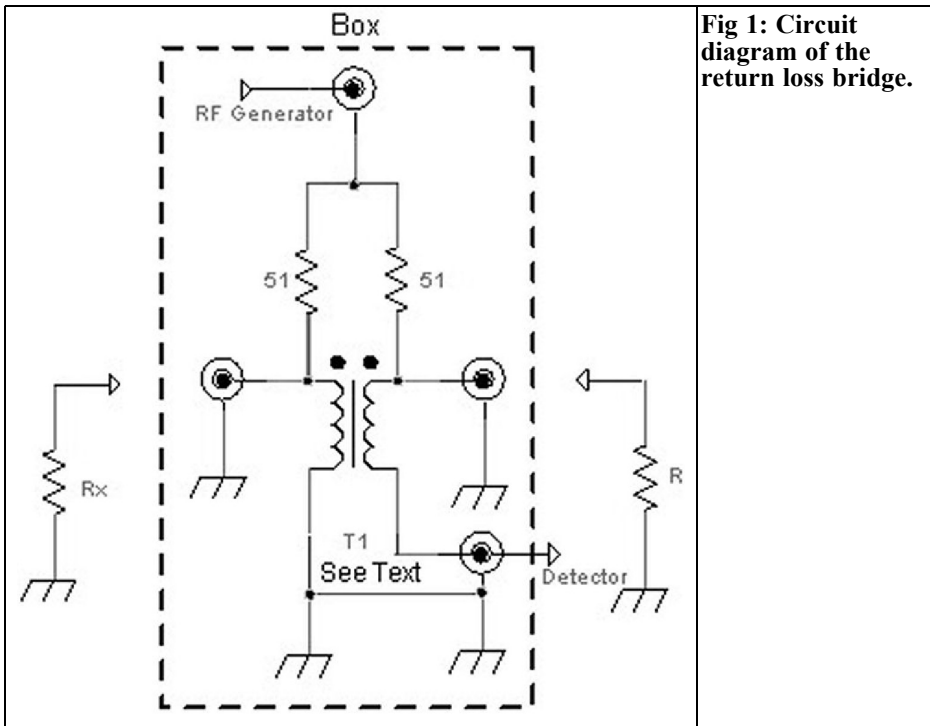 Box
Fig 1: Circuit
diagram of the
return loss bridge.
RF Generator
51
51
Rx
R
T1
See Text
Detector